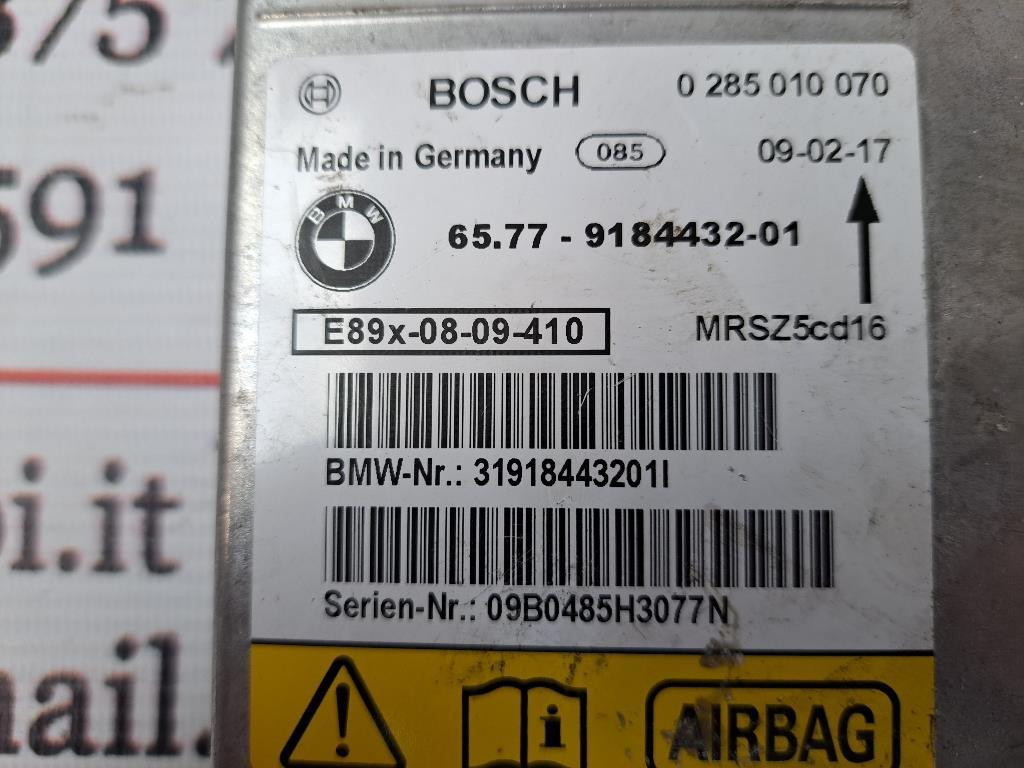 BOSCH 0 285 010 070
Made in Germany 085 09-02-17
BMW
65.77 - 9184432-01
E89x-08-09-410 MRSZ5cd16
BMW-Nr.: 31918443201I
Serien-Nr.: 09B0485H3077N
i AIRBAG
591
i.it